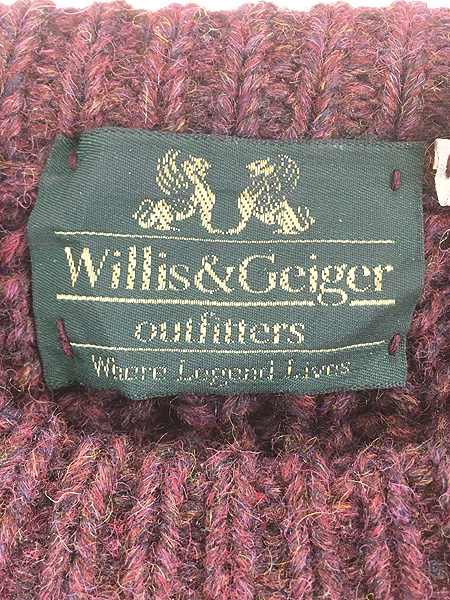 Willis & Geiger
outfitters
Where Legend Lives